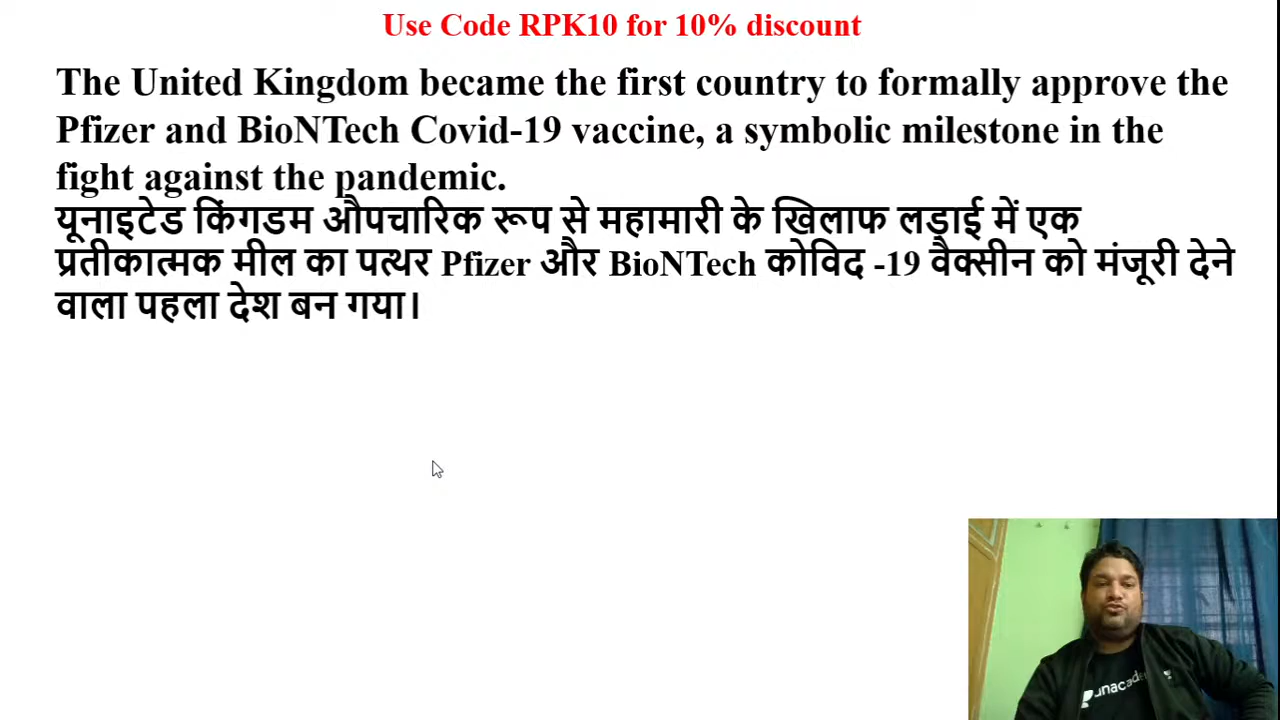 Use Code RPK10 for 10% discount
The United Kingdom became the first country to formally approve the
Pfizer and BioNTech Covid-19 vaccine, a symbolic milestone in the
fight against the pandemic.
यूनाइटेड किंगडम औपचारिक रूप से महामारी के खिलाफ लड़ाई में एक
प्रतीकात्मक मील का पत्थर Pfizer और BioNTech कोविद -19 वैक्सीन को मंजूरी देने
वाला पहला देश बन गया।